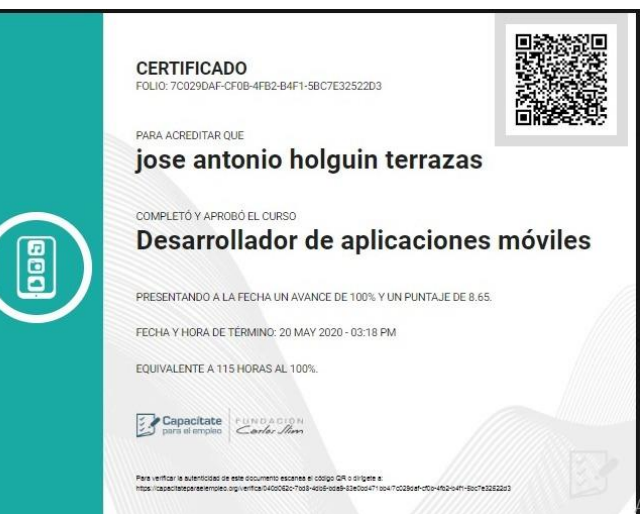 CERTIFICADO
FOLIO: 7C029DAF-CF0B-4FB2-B4F1-5BC7E32522D3
PARA ACREDITAR QUE
jose antonio holguin terrazas
COMPLETÓ Y APROBÓ EL CURSO
Desarrollador de aplicaciones móviles
PRESENTANDO A LA FECHA UN AVANCE DE 100% Y UN PUNTAJE DE 8.65.
FECHA Y HORA DE TÉRMINO: 20 MAY 2020 - 03:18 PM
EQUIVALENTE A 115 HORAS AL 100%.
Capacítate
para el empleo
FUNDACIÓN
Carlos Slim
Para verificar la autenticidad de este documento escanea el código QR o dirígete a: